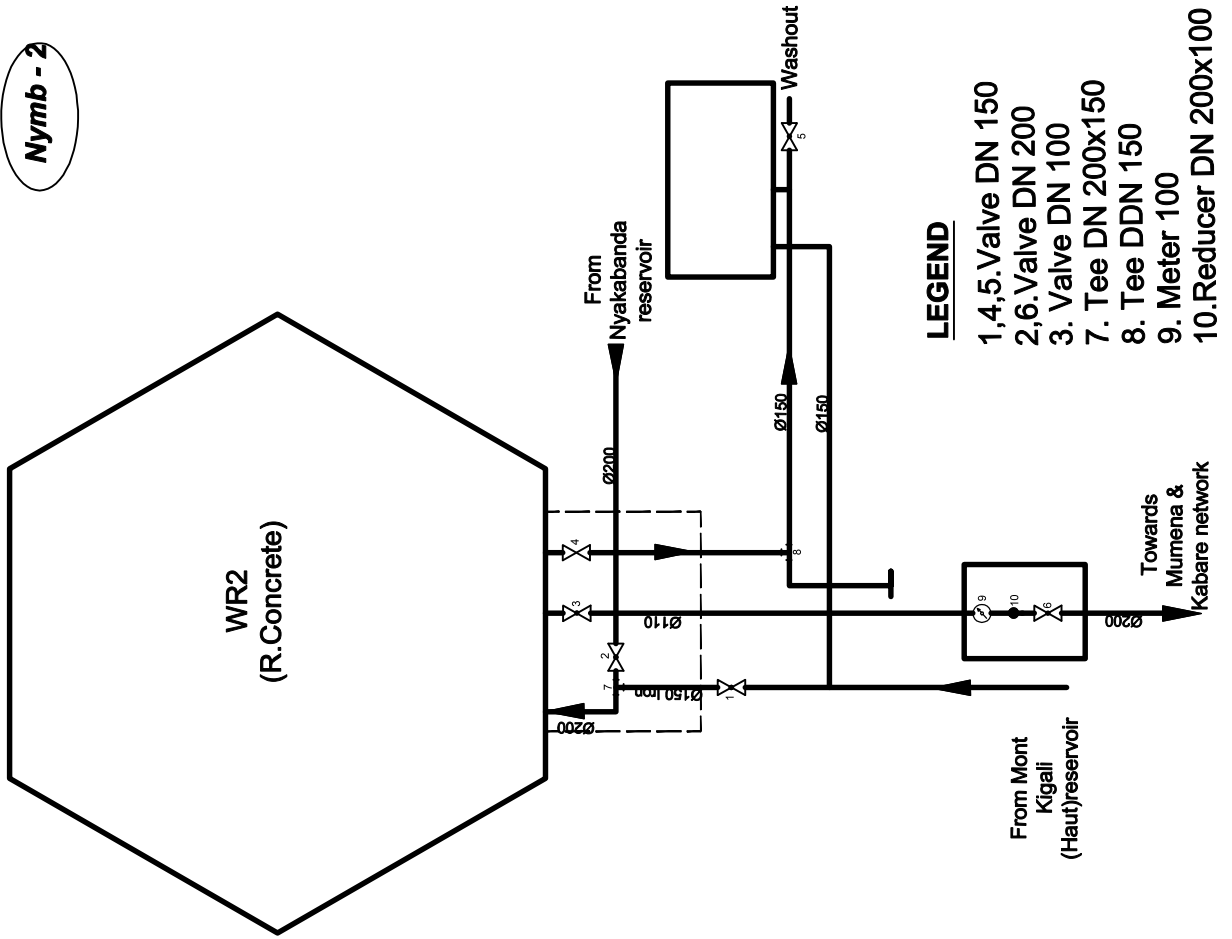 Nymb - 2
WR2
(R.Concrete)
From
Nyakabanda
reservoir
Washout
5
Ø200
Ø150
Ø150
4
3
2
7
1
8
Ø110
Ø150 Iron
Ø200
9
10
6
Ø200
Towards
Mumena &
Kabare network
From Mont
Kigali
(Haut)reservoir
LEGEND
1,4,5.Valve DN 150
2,6.Valve DN 200
3. Valve DN 100
7. Tee DN 200x150
8. Tee DDN 150
9. Meter 100
10.Reducer DN 200x100